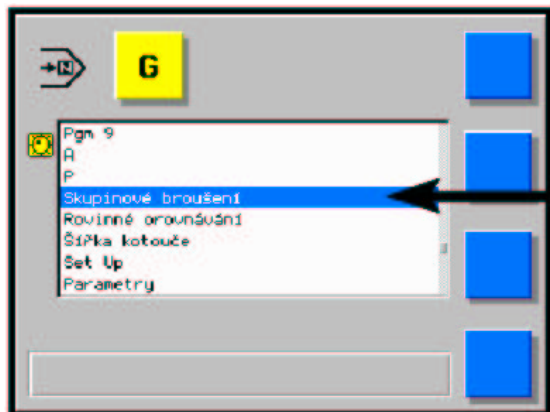 N
G
Pgm 9
A
P
Skupinové broušení
Rovinné orovnávání
Šířka kotouče
Set Up
Parametry